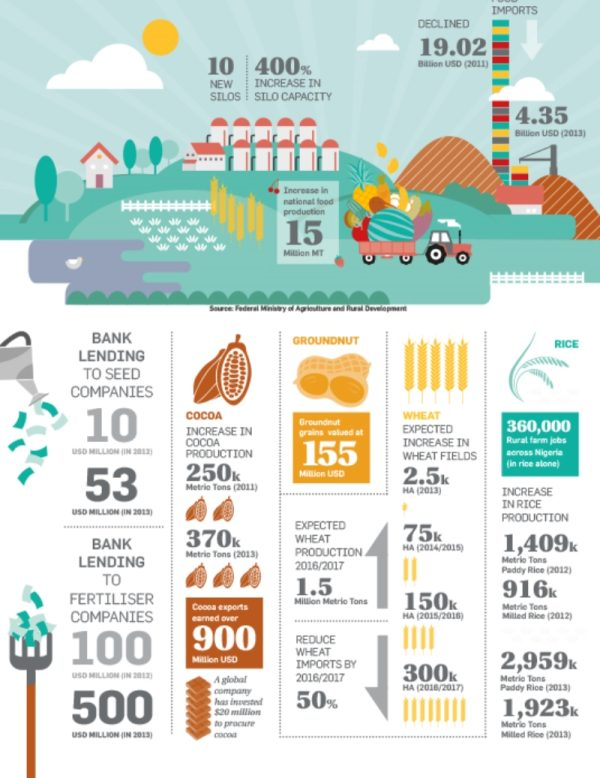 FOOD
IMPORTS
DECLINED
19.02
Billion USD (2011)
4.35
Billion USD (2013)
10
NEW
SILOS
400%
INCREASE IN
SILO CAPACITY
Increase in
national food
production
15
Million MT
Source: Federal Ministry of Agriculture and Rural Development
BANK
LENDING
TO SEED
COMPANIES
10
USD MILLION (IN 2012)
53
USD MILLION (IN 2013)
BANK
LENDING
TO
FERTILISER
COMPANIES
100
USD MILLION (IN 2012)
500
USD MILLION (IN 2013)
COCOA
INCREASE IN
COCOA
PRODUCTION
250k
Metric Tons (2011)
370k
Metric Tons (2013)
Cocoa exports
earned over
900
Million USD
A global
company
has invested
$20 million
to procure
cocoa
GROUNDNUT
Groundnut
grains valued at
155
Million USD
EXPECTED
WHEAT
PRODUCTION
2016/2017
1.5
Million Metric Tons
REDUCE
WHEAT
IMPORTS BY
2016/2017
50%
WHEAT
EXPECTED
INCREASE IN
WHEAT FIELDS
2.5k
HA (2013)
75k
HA (2014/2015)
150k
HA (2015/2016)
300k
HA (2016/2017)
RICE
360,000
Rural farm jobs
across Nigeria
(in rice alone)
INCREASE
IN RICE
PRODUCTION
1,409k
Metric Tons
Paddy Rice (2012)
916k
Metric Tons
Milled Rice (2012)
2,959k
Metric Tons
Paddy Rice (2013)
1,923k
Metric Tons
Milled Rice (2013)